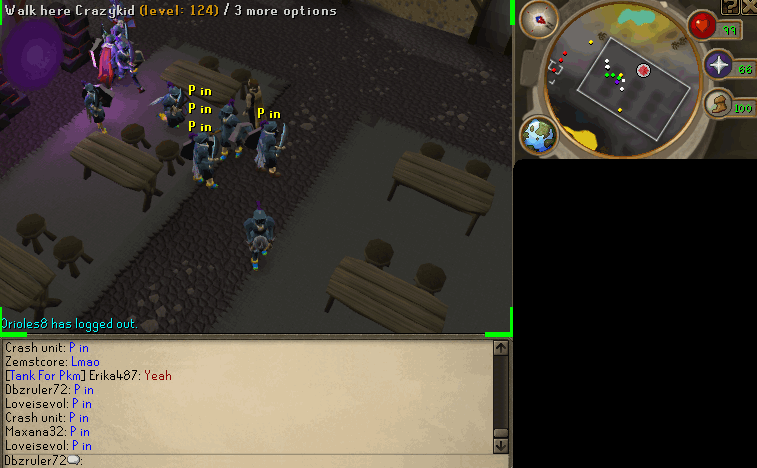 Walk here Crazykid (level: 124) / 3 more options
P in
P in
P in
P in
Orioles8 has logged out.
Crash unit: P in
Zemstcore: Lmao
[Tank For Pkm] Erika487: Yeah
Dbzruler72: P in
Loveisevol: P in
Crash unit: P in
Maxana32: P in
Loveisevol: P in
Dbzruler72:
?
99
66
100